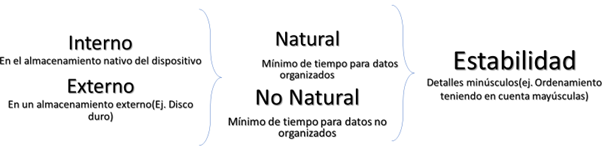 Interno
En el almacenamiento nativo del dispositivo
Externo
En un almacenamiento externo(Ej. Disco
duro)
Natural
Mínimo de tiempo para datos
organizados
No Natural
Mínimo de tiempo para datos no
organizados
Estabilidad
Detalles minúsculos(ej. Ordenamiento
teniendo en cuenta mayúsculas)